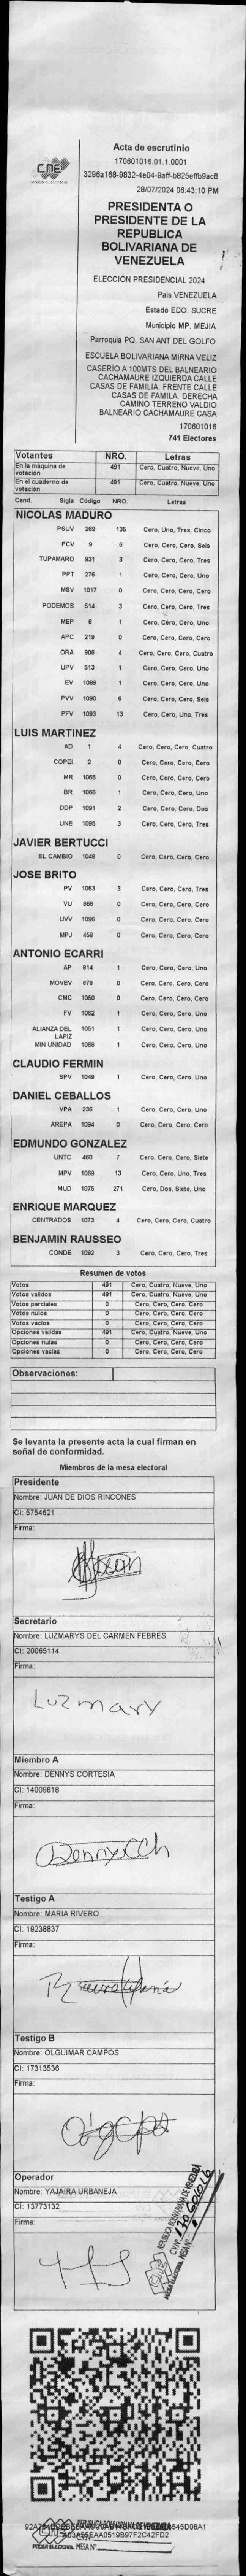 CNE
PODER ELECTORAL
Acta de escrutinio
170601016.01.1.0001
3298a168-9832-4e04-9aff-b825effb9ac8
28/07/2024 06:43:10 PM
PRESIDENTA O
PRESIDENTE DE LA
REPUBLICA
BOLIVARIANA DE
VENEZUELA
ELECCIÓN PRESIDENCIAL 2024
País VENEZUELA
Estado EDO. SUCRE
Municipio MP. MEJIA
Parroquia PQ. SAN ANT DEL GOLFO
ESCUELA BOLIVARIANA MIRNA VELIZ
CASERIO A 100MTS DEL BALNEARIO
CACHAMAURE IZQUIERDA CALLE
CASAS DE FAMILIA. FRENTE CALLE
CASAS DE FAMILA. DERECHA
CAMINO TERRENO VALDIO
BALNEARIO CACHAMAURE CASA
170601016
741 Electores
Votantes NRO. Letras
En la máquina de votación 491 Cero, Cuatro, Nueve, Uno
En el cuaderno de votación 491 Cero, Cuatro, Nueve, Uno
Cand. Sigla Código NRO. Letras
NICOLAS MADURO
PSUV 269 135 Cero, Uno, Tres, Cinco
PCV 9 6 Cero, Cero, Cero, Seis
TUPAMARO 931 3 Cero, Cero, Cero, Tres
PPT 276 1 Cero, Cero, Cero, Uno
MSV 1017 0 Cero, Cero, Cero, Cero
PODEMOS 514 3 Cero, Cero, Cero, Tres
MEP 6 1 Cero, Cero, Cero, Uno
APC 219 0 Cero, Cero, Cero, Cero
ORA 906 4 Cero, Cero, Cero, Cuatro
UPV 513 1 Cero, Cero, Cero, Uno
EV 1089 1 Cero, Cero, Cero, Uno
PVV 1090 6 Cero, Cero, Cero, Seis
PFV 1093 13 Cero, Cero, Uno, Tres
LUIS MARTINEZ
AD 1 4 Cero, Cero, Cero, Cuatro
COPEI 2 0 Cero, Cero, Cero, Cero
MR 1065 0 Cero, Cero, Cero, Cero
BR 1066 1 Cero, Cero, Cero, Uno
DDP 1091 2 Cero, Cero, Cero, Dos
UNE 1095 3 Cero, Cero, Cero, Tres
JAVIER BERTUCCI
EL CAMBIO 1048 0 Cero, Cero, Cero, Cero
JOSE BRITO
PV 1053 3 Cero, Cero, Cero, Tres
VU 868 0 Cero, Cero, Cero, Cero
UVV 1096 0 Cero, Cero, Cero, Cero
MPJ 458 0 Cero, Cero, Cero, Cero
ANTONIO ECARRI
AP 914 1 Cero, Cero, Cero, Uno
MOVEV 678 0 Cero, Cero, Cero, Cero
CMC 1050 0 Cero, Cero, Cero, Cero
FV 1062 1 Cero, Cero, Cero, Uno
ALIANZA DEL LAPIZ 1051 1 Cero, Cero, Cero, Uno
MIN UNIDAD 1068 1 Cero, Cero, Cero, Uno
CLAUDIO FERMIN
SPV 1049 1 Cero, Cero, Cero, Uno
DANIEL CEBALLOS
VPA 236 1 Cero, Cero, Cero, Uno
AREPA 1094 0 Cero, Cero, Cero, Cero
EDMUNDO GONZALEZ
UNTC 460 7 Cero, Cero, Cero, Siete
MPV 1069 13 Cero, Cero, Uno, Tres
MUD 1075 271 Cero, Dos, Siete, Uno
ENRIQUE MARQUEZ
CENTRADOS 1073 4 Cero, Cero, Cero, Cuatro
BENJAMIN RAUSSEO
CONDE 1092 3 Cero, Cero, Cero, Tres
Resumen de votos
Votos 491 Cero, Cuatro, Nueve, Uno
Votos validos 491 Cero, Cuatro, Nueve, Uno
Votos parciales 0 Cero, Cero, Cero, Cero
Votos nulos 0 Cero, Cero, Cero, Cero
Votos vacios 0 Cero, Cero, Cero, Cero
Opciones validas 491 Cero, Cuatro, Nueve, Uno
Opciones nulas 0 Cero, Cero, Cero, Cero
Opciones vacias 0 Cero, Cero, Cero, Cero
Observaciones:
Se levanta la presente acta la cual firman en
señal de conformidad.
Miembros de la mesa electoral
Presidente
Nombre: JUAN DE DIOS RINCONES
CI: 5754621
Firma:
Secretario
Nombre: LUZMARYS DEL CARMEN FEBRES
CI: 20065114
Firma:
Luzmary
Miembro A
Nombre: DENNYS CORTESIA
CI: 14009818
Firma:
Testigo A
Nombre: MARIA RIVERO
CI: 19238837
Firma:
Testigo B
Nombre: OLGUIMAR CAMPOS
CI: 17313536
Firma:
Operador
Nombre: YAJAIRA URBANEJA
CI: 13773132
Firma:
REPUBLICA BOLIVARIANA DE VENEZUELA
CNE
C.V.Nº 170601016
MESA Nº
PODER ELECTORAL
REPUBLICA BOLIVARIANA DE VENEZUELA
CNE
C.V.Nº
PODER ELECTORAL MESA Nº